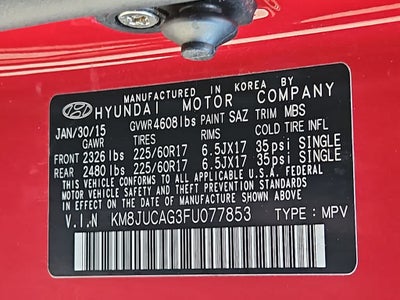 MANUFACTURED IN KOREA BY
HYUNDAI MOTOR COMPANY
JAN/30/15 GVWR 4608lbs PAINT SAZ TRIM MBS
GAWR TIRES RIMS COLD TIRE INFL
FRONT 2326 lbs 225/60R17 6.5JX17 35psi SINGLE
REAR 2480 lbs 225/60R17 6.5JX17 35psi SINGLE
THIS VEHICLE CONFORMS TO ALL APPLICABLE U.S.A. FEDERAL
MOTOR VEHICLE SAFETY AND THEFT PREVENTION STANDARDS
IN EFFECT ON THE DATE OF MANUFACTURE SHOWN ABOVE.
V.I.N KM8JUCAG3FU077853 TYPE : MPV